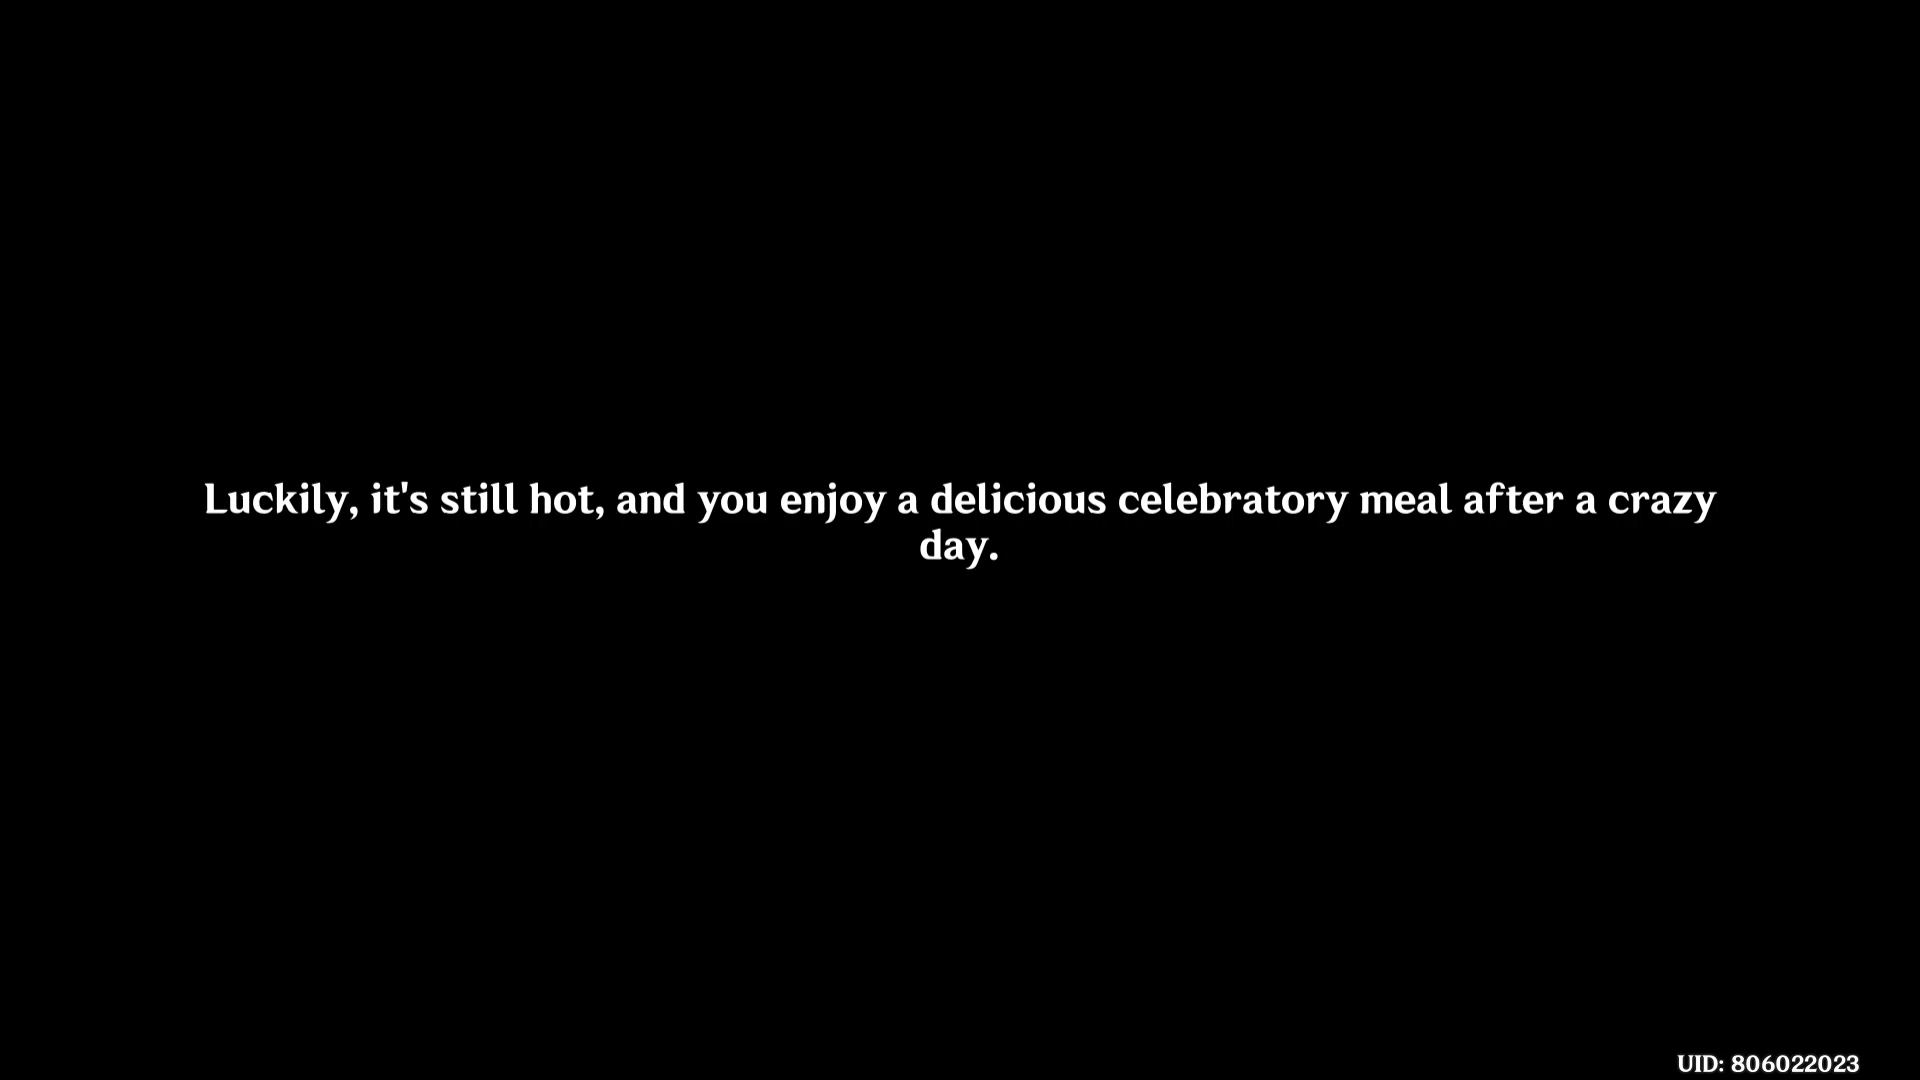 Luckily, it's still hot, and you enjoy a delicious celebratory meal after a crazy
day.
UID: 806022023